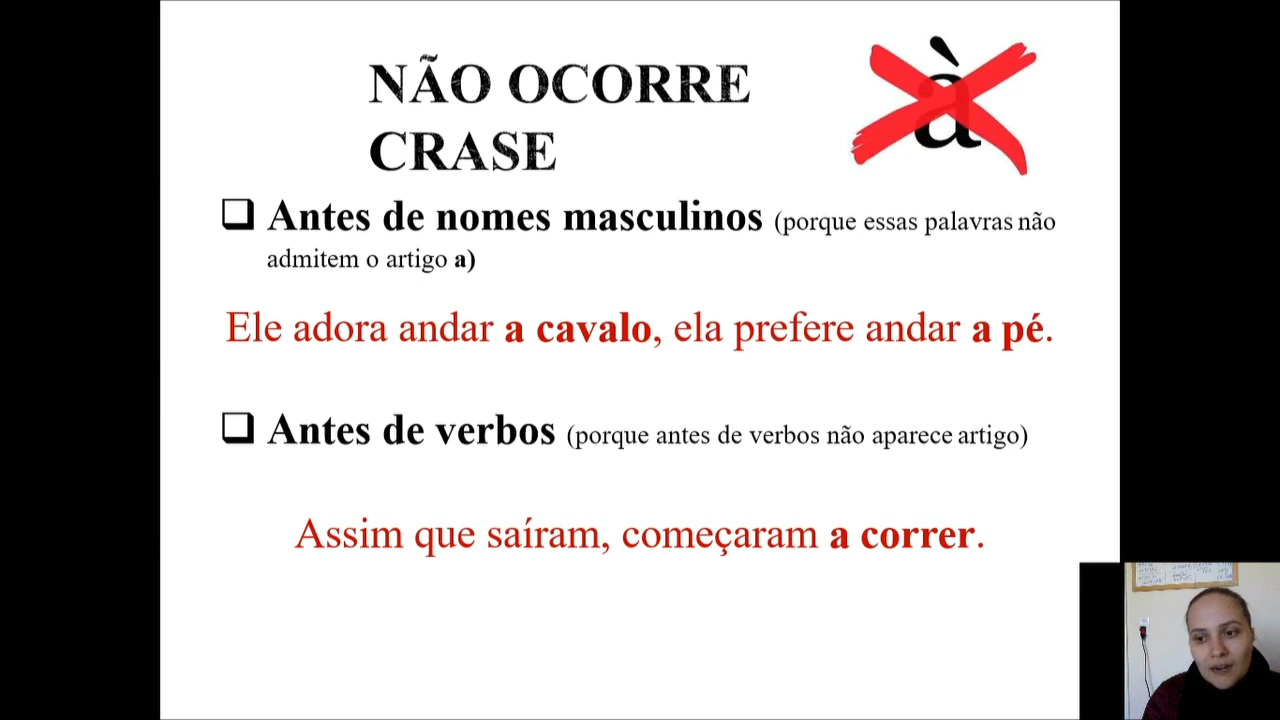 NÃO OCORRE
CRASE
à
❑ Antes de nomes masculinos (porque essas palavras não
admitem o artigo a)
Ele adora andar a cavalo, ela prefere andar a pé.
❑ Antes de verbos (porque antes de verbos não aparece artigo)
Assim que saíram, começaram a correr.